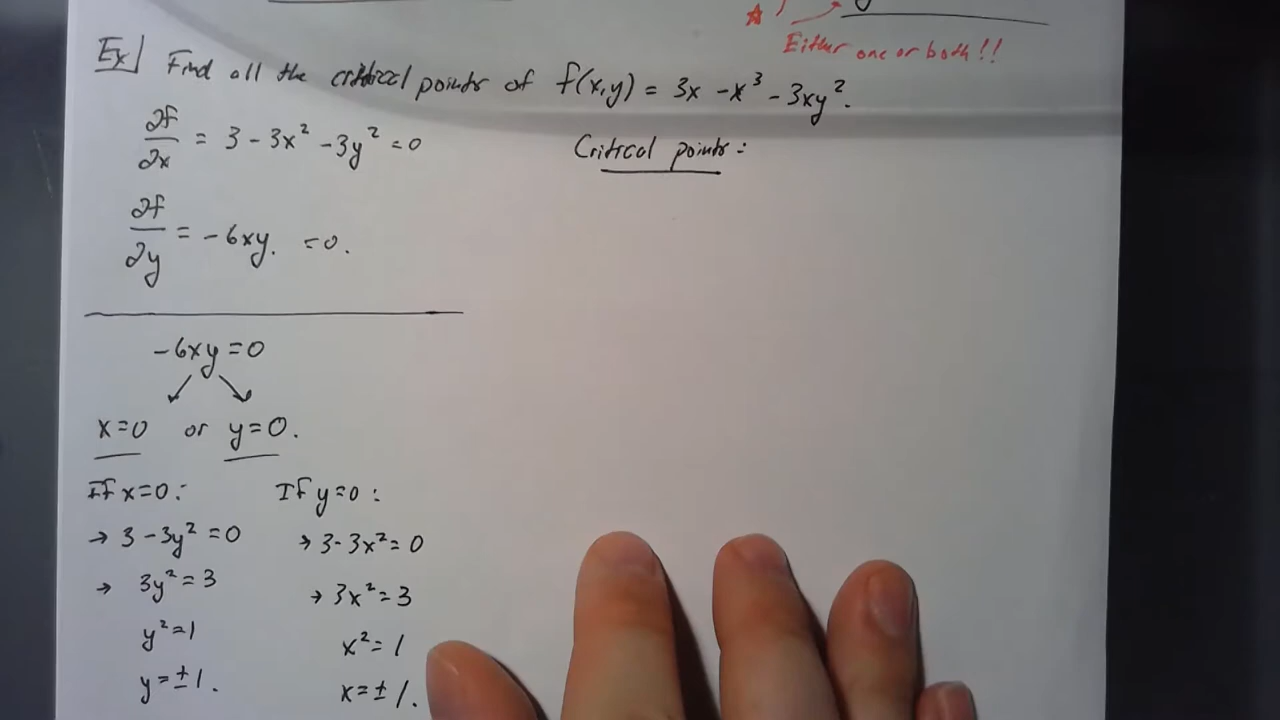 Either one or both!!
Ex| Find all the critical points of f(x,y) = 3x - x³ - 3xy².
∂f/∂x = 3 - 3x² - 3y² = 0
Critical points:
∂f/∂y = -6xy. = 0.
-6xy = 0
x=0 or y=0.
If x=0:
→ 3 - 3y² = 0
→ 3y² = 3
y² = 1
y = ±1.
If y=0:
→ 3 - 3x² = 0
→ 3x² = 3
x² = 1
x = ±1.